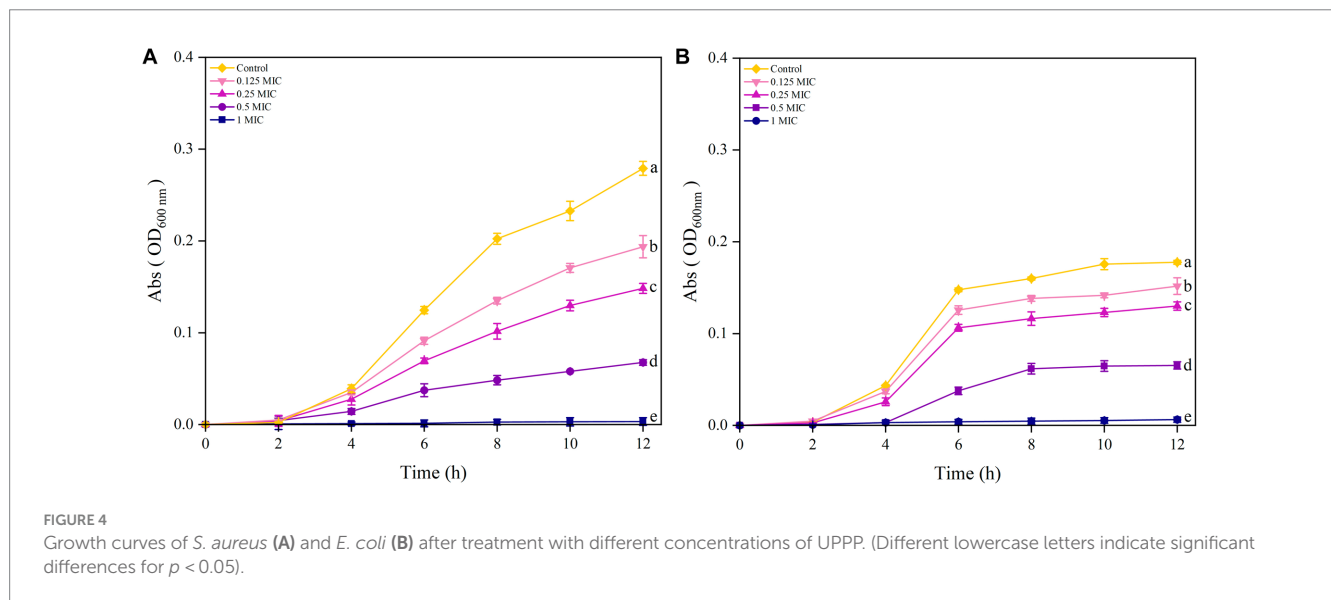 A
0.4
0.3
0.2
0.1
0.0
Abs ( OD600 nm )
Control
0.125 MIC
0.25 MIC
0.5 MIC
1 MIC
a
b
c
d
e
0 2 4 6 8 10 12
Time (h)
B
0.4
0.3
0.2
0.1
0.0
Abs ( OD600nm )
Control
0.125 MIC
0.25 MIC
0.5 MIC
1 MIC
a
b
c
d
e
0 2 4 6 8 10 12
Time (h)
FIGURE 4
Growth curves of S. aureus (A) and E. coli (B) after treatment with different concentrations of UPPP. (Different lowercase letters indicate significant
differences for p < 0.05).